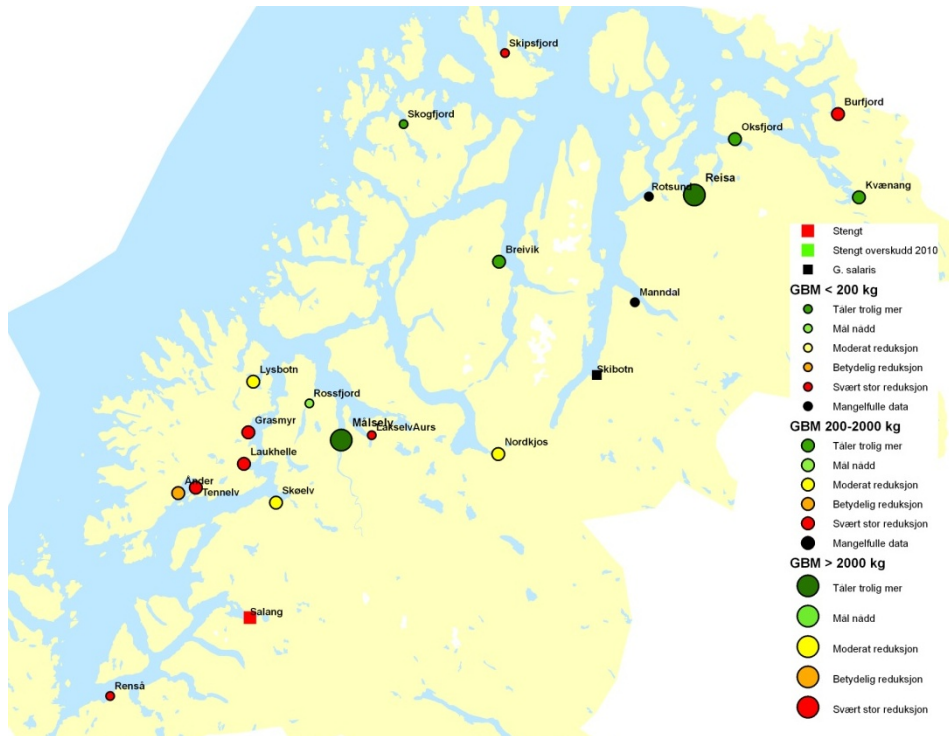 Skipsfjord
Skogfjord
Burfjord
Oksfjord
Rotsund
Reisa
Kvænang
Breivik
Manndal
Skibotn
Lysbotn
Rossfjord
Grasmyr
Målselv
LakselvAurs
Nordkjos
Laukhelle
Ånder
Tennelv
Skøelv
Salang
Renså
Stengt
Stengt overskudd 2010
G. salaris
GBM < 200 kg
Tåler trolig mer
Mål nådd
Moderat reduksjon
Betydelig reduksjon
Svært stor reduksjon
Mangelfulle data
GBM 200-2000 kg
Tåler trolig mer
Mål nådd
Moderat reduksjon
Betydelig reduksjon
Svært stor reduksjon
Mangelfulle data
GBM > 2000 kg
Tåler trolig mer
Mål nådd
Moderat reduksjon
Betydelig reduksjon
Svært stor reduksjon